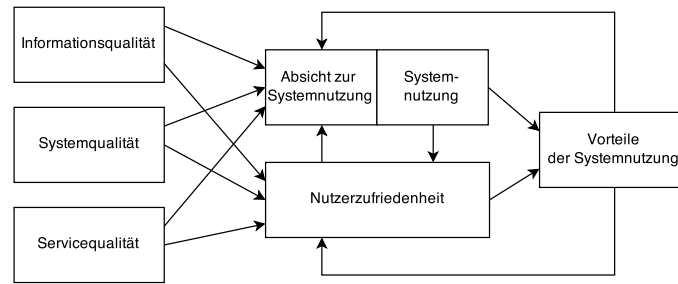 Informationsqualität
Systemqualität
Servicequalität
Absicht zur
Systemnutzung
System-
nutzung
Nutzerzufriedenheit
Vorteile
der Systemnutzung